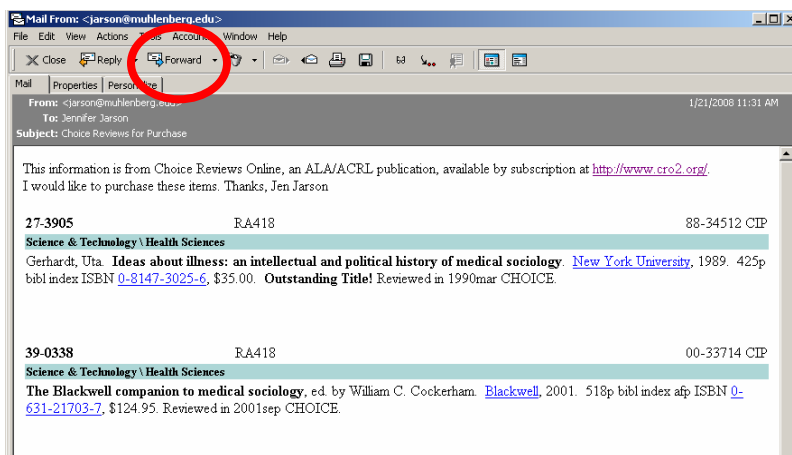 Mail From: <jarson@muhlenberg.edu>
File Edit View Actions Tools Accounts Window Help
Close Reply Forward
Mail Properties Personalize
From: <jarson@muhlenberg.edu> 1/21/2008 11:31 AM
To: Jennifer Jarson
Subject: Choice Reviews for Purchase
This information is from Choice Reviews Online, an ALA/ACRL publication, available by subscription at http://www.cro2.org/.
I would like to purchase these items. Thanks, Jen Jarson
27-3905 RA418 88-34512 CIP
Science & Technology \ Health Sciences
Gerhardt, Uta. Ideas about illness: an intellectual and political history of medical sociology. New York University, 1989. 425p
bibl index ISBN 0-8147-3025-6, $35.00. Outstanding Title! Reviewed in 1990mar CHOICE.
39-0338 RA418 00-33714 CIP
Science & Technology \ Health Sciences
The Blackwell companion to medical sociology, ed. by William C. Cockerham. Blackwell, 2001. 518p bibl index afp ISBN 0-
631-21703-7, $124.95. Reviewed in 2001sep CHOICE.